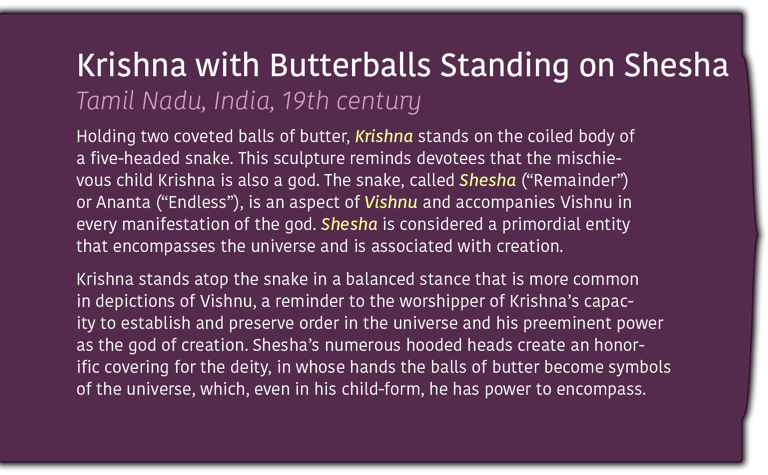 Krishna with Butterballs Standing on Shesha
Tamil Nadu, India, 19th century
Holding two coveted balls of butter, Krishna stands on the coiled body of
a five-headed snake. This sculpture reminds devotees that the mischie-
vous child Krishna is also a god. The snake, called Shesha (“Remainder”)
or Ananta (“Endless”), is an aspect of Vishnu and accompanies Vishnu in
every manifestation of the god. Shesha is considered a primordial entity
that encompasses the universe and is associated with creation.
Krishna stands atop the snake in a balanced stance that is more common
in depictions of Vishnu, a reminder to the worshipper of Krishna’s capac-
ity to establish and preserve order in the universe and his preeminent power
as the god of creation. Shesha’s numerous hooded heads create an honor-
ific covering for the deity, in whose hands the balls of butter become symbols
of the universe, which, even in his child-form, he has power to encompass.